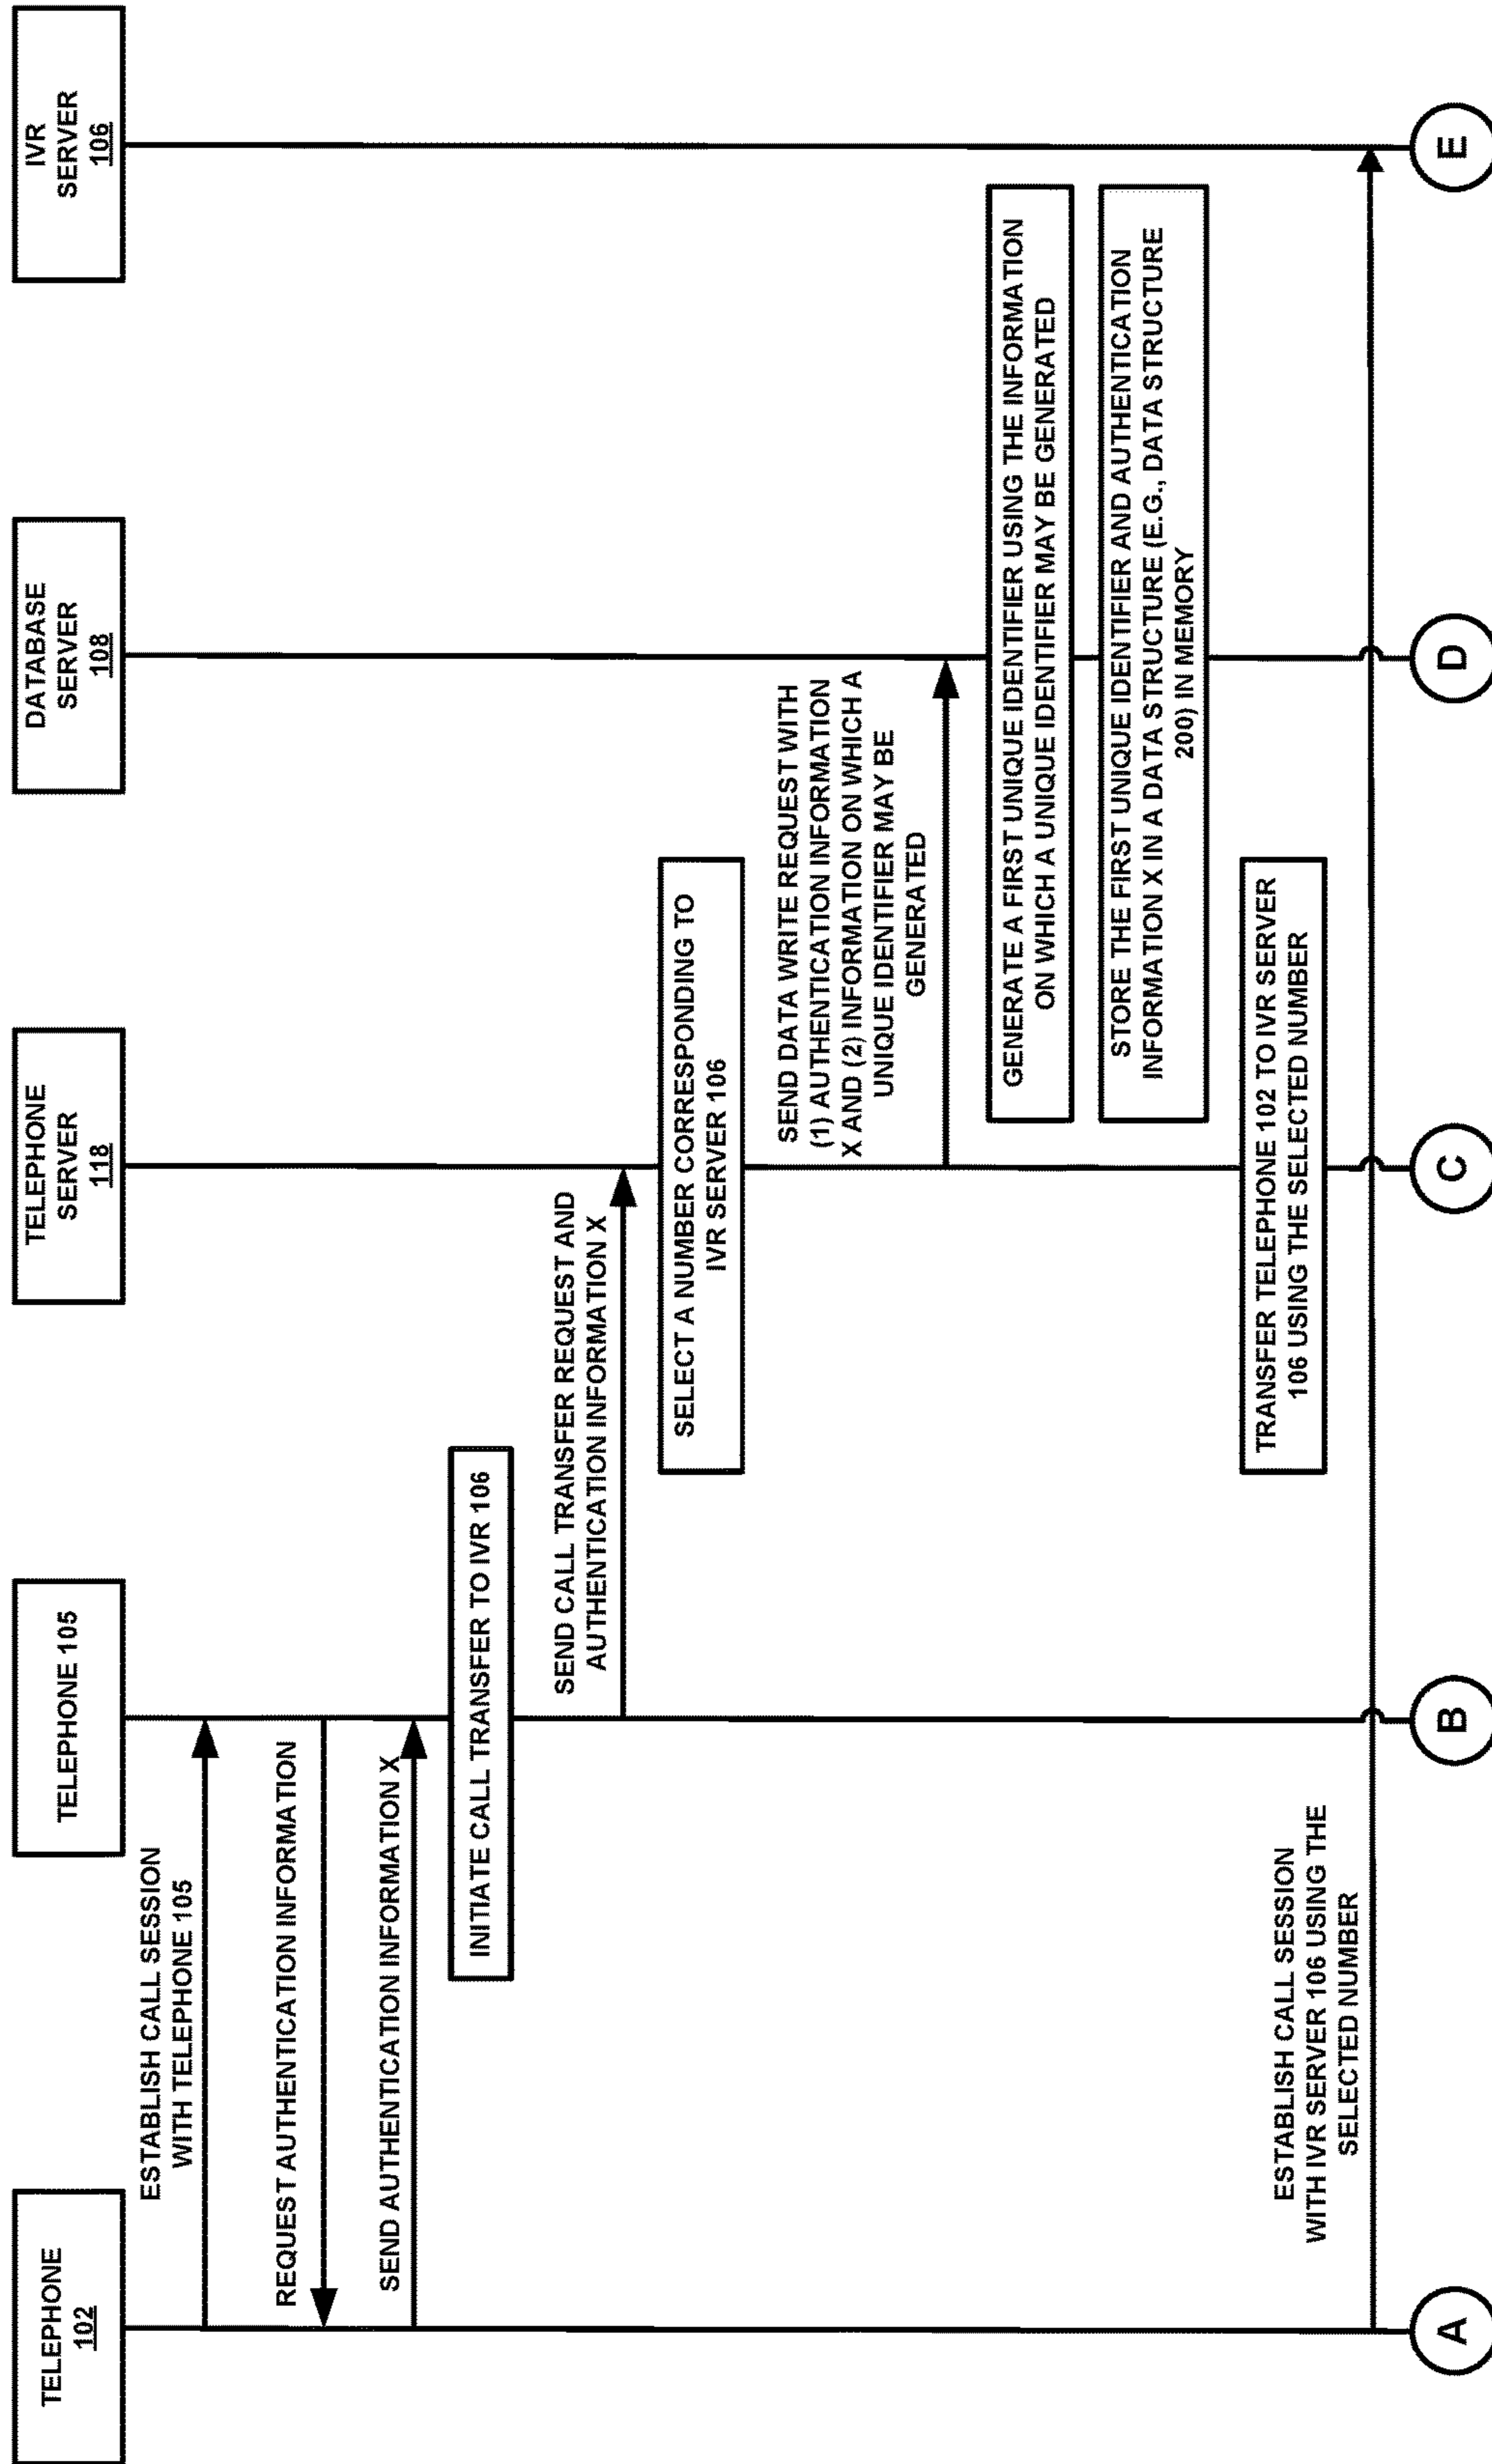 TELEPHONE
102
TELEPHONE 105
TELEPHONE
SERVER
118
DATABASE
SERVER
108
IVR
SERVER
106
ESTABLISH CALL SESSION
WITH TELEPHONE 105
REQUEST AUTHENTICATION INFORMATION
SEND AUTHENTICATION INFORMATION X
INITIATE CALL TRANSFER TO IVR 106
SEND CALL TRANSFER REQUEST AND
AUTHENTICATION INFORMATION X
SELECT A NUMBER CORRESPONDING TO
IVR SERVER 106
SEND DATA WRITE REQUEST WITH
(1) AUTHENTICATION INFORMATION
X AND (2) INFORMATION ON WHICH A
UNIQUE IDENTIFIER MAY BE
GENERATED
GENERATE A FIRST UNIQUE IDENTIFIER USING THE INFORMATION
ON WHICH A UNIQUE IDENTIFIER MAY BE GENERATED
STORE THE FIRST UNIQUE IDENTIFIER AND AUTHENTICATION
INFORMATION X IN A DATA STRUCTURE (E.G., DATA STRUCTURE
200) IN MEMORY
TRANSFER TELEPHONE 102 TO IVR SERVER
106 USING THE SELECTED NUMBER
ESTABLISH CALL SESSION
WITH IVR SERVER 106 USING THE
SELECTED NUMBER
A
B
C
D
E